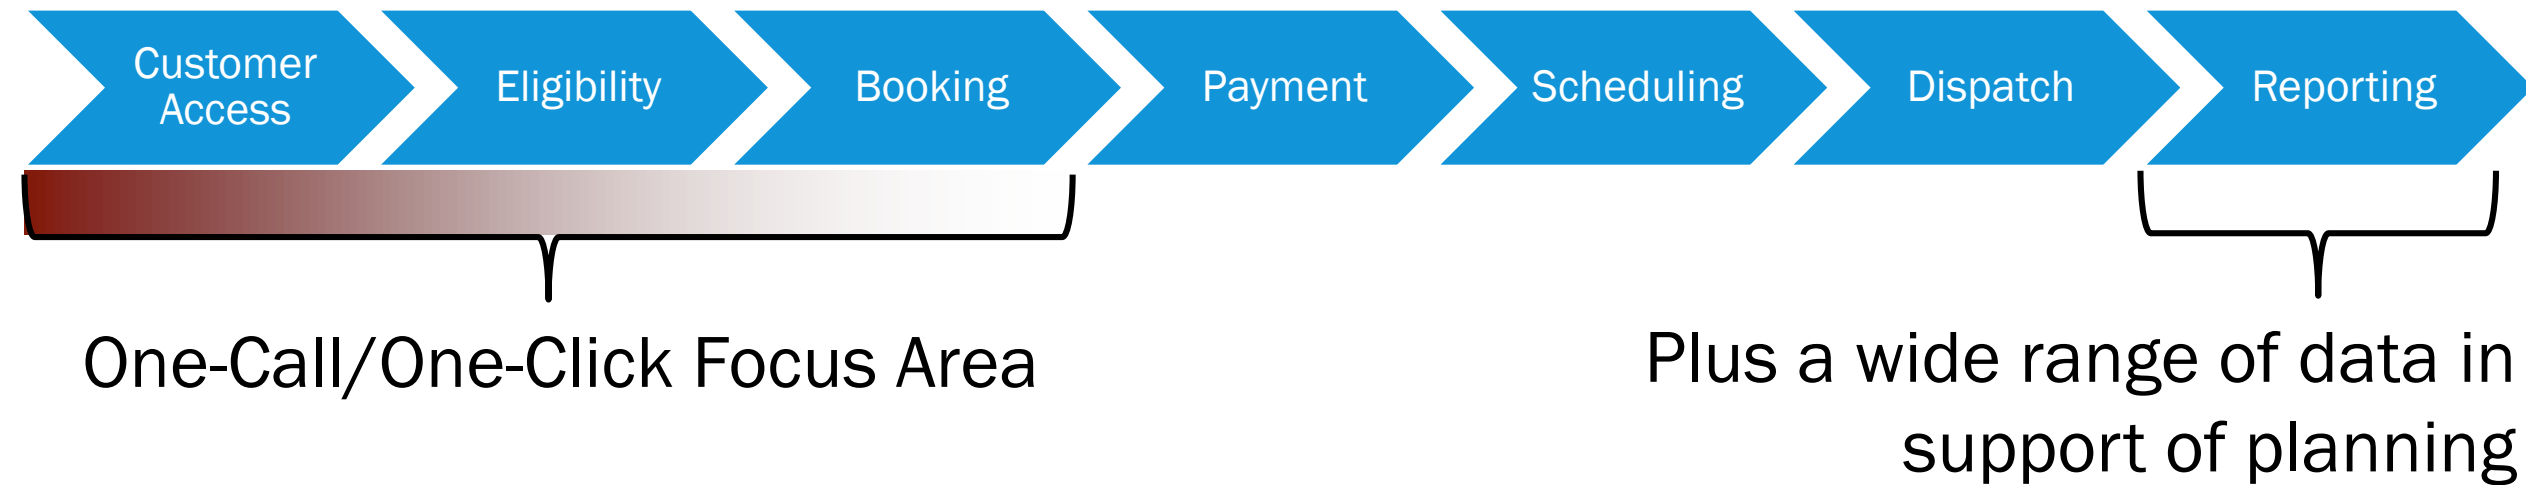 Customer
Access
Eligibility
Booking
Payment
Scheduling
Dispatch
Reporting
One-Call/One-Click Focus Area
Plus a wide range of data in
support of planning